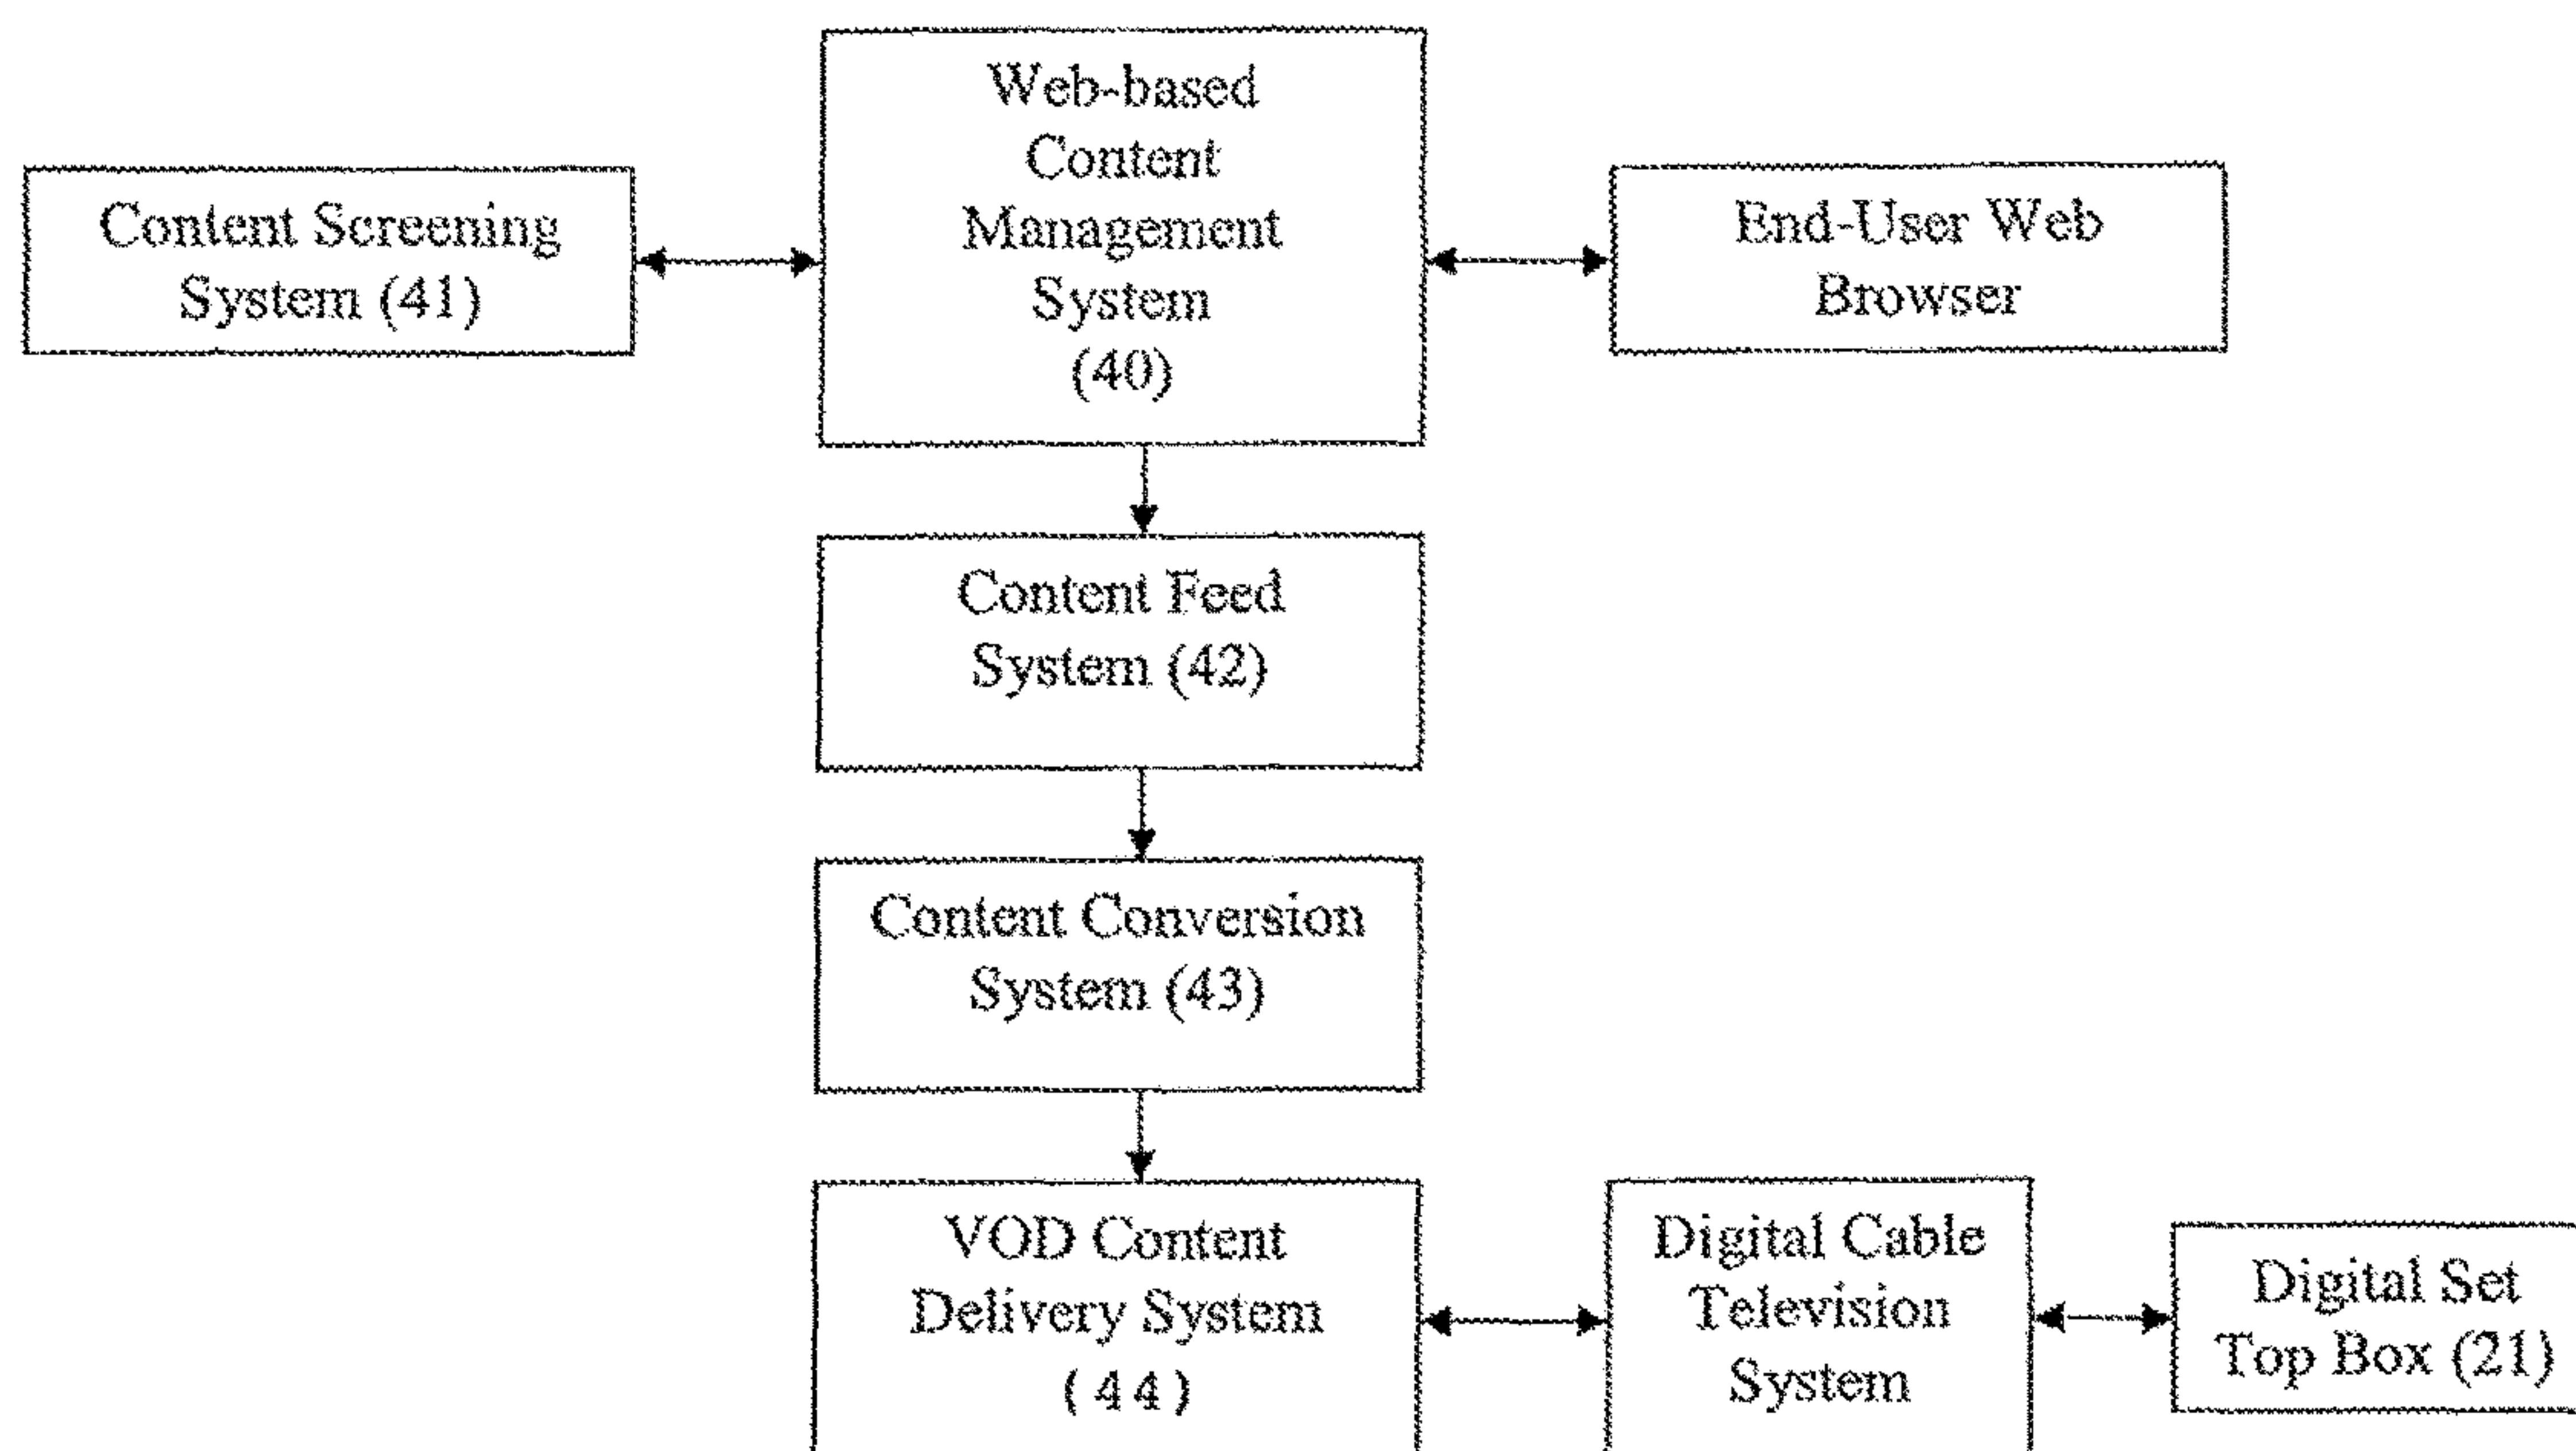 Web-based
Content
Management
System
(40)
Content Screening
System (41)
End-User Web
Browser
Content Feed
System (42)
Content Conversion
System (43)
VOD Content
Delivery System
(44)
Digital Cable
Television
System
Digital Set
Top Box (21)